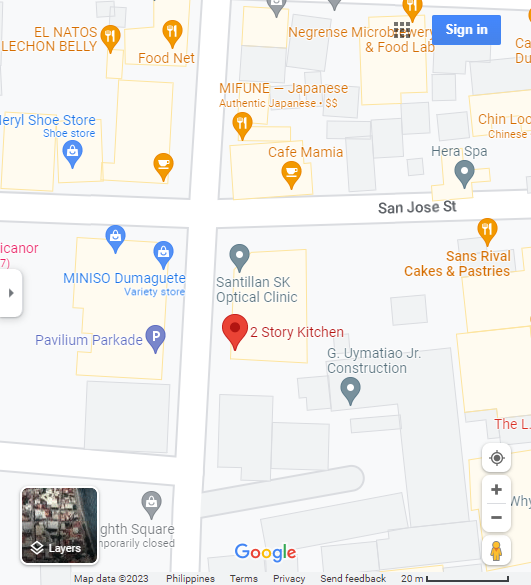 EL NATOS
LECHON BELLY
Food Net
Negrense Microbrewery
& Food Lab
Sign in
MIFUNE — Japanese
Authentic Japanese • $$
Shoe Store
Shoe store
Cafe Mamia
Chin Loo
Chinese
Hera Spa
San Jose St
icanor
7)
MINISO Dumaguete
Variety store
Santillan SK
Optical Clinic
Sans Rival
Cakes & Pastries
Pavilium Parkade
P
2 Story Kitchen
G. Uymatiao Jr.
Construction
The L.
ghth Square
mporarily closed
Layers
Why
Google
Map data ©2023 Philippines Terms Privacy Send feedback 20 m